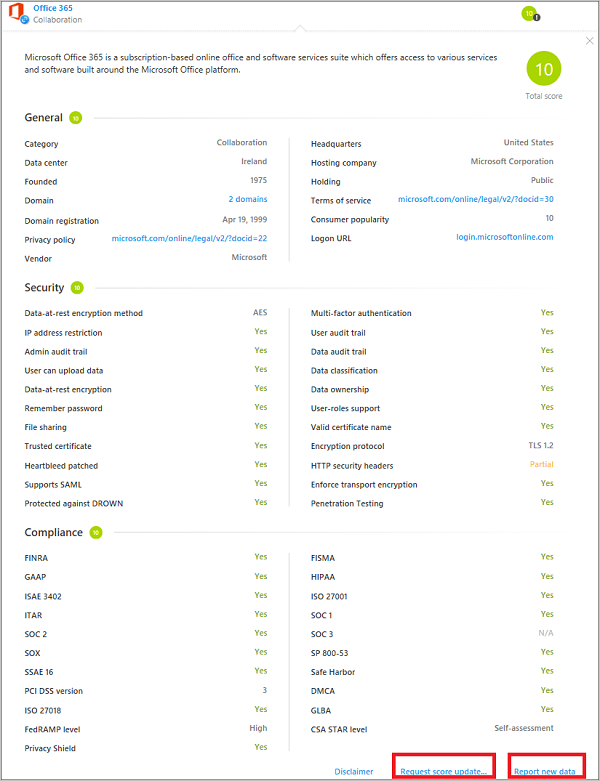 Office 365
Collaboration
10
Microsoft Office 365 is a subscription-based online office and software services suite which offers access to various services
and software built around the Microsoft Office platform.
10
Total score
General 10
Category Collaboration
Headquarters United States
Data center Ireland
Hosting company Microsoft Corporation
Founded 1975
Holding Public
Domain 2 domains
Terms of service microsoft.com/online/legal/v2/?docid=30
Domain registration Apr 19, 1999
Consumer popularity 10
Privacy policy microsoft.com/online/legal/v2/?docid=22
Logon URL login.microsoftonline.com
Vendor Microsoft
Security 10
Data-at-rest encryption method AES
Multi-factor authentication Yes
IP address restriction Yes
User audit trail Yes
Admin audit trail Yes
Data audit trail Yes
User can upload data Yes
Data classification Yes
Data-at-rest encryption Yes
Data ownership Yes
Remember password Yes
User-roles support Yes
File sharing Yes
Valid certificate name Yes
Trusted certificate Yes
Encryption protocol TLS 1.2
Heartbleed patched Yes
HTTP security headers Partial
Supports SAML Yes
Enforce transport encryption Yes
Protected against DROWN Yes
Penetration Testing Yes
Compliance 10
FINRA Yes
FISMA Yes
GAAP Yes
HIPAA Yes
ISAE 3402 Yes
ISO 27001 Yes
ITAR Yes
SOC 1 Yes
SOC 2 Yes
SOC 3 N/A
SOX Yes
SP 800-53 Yes
SSAE 16 Yes
Safe Harbor Yes
PCI DSS version 3
DMCA Yes
ISO 27018 Yes
GLBA Yes
FedRAMP level High
CSA STAR level Self-assessment
Privacy Shield Yes
Disclaimer Request score update... Report new data